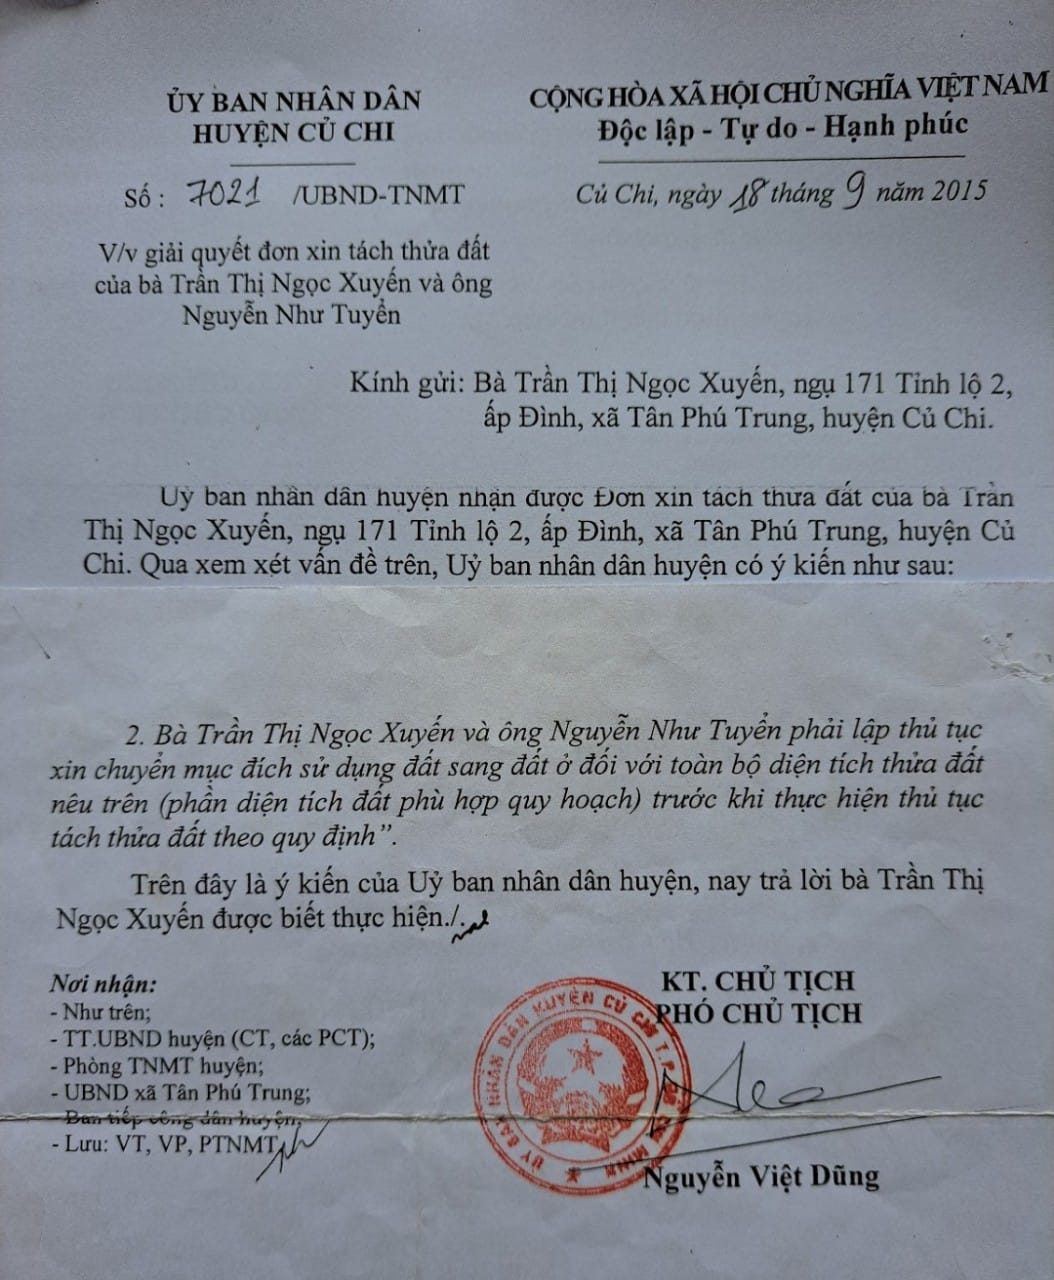 ỦY BAN NHÂN DÂN
HUYỆN CỦ CHI
CỘNG HÒA XÃ HỘI CHỦ NGHĨA VIỆT NAM
Độc lập - Tự do - Hạnh phúc
Số : 7021 /UBND-TNMT
Củ Chi, ngày 18 tháng 9 năm 2015
V/v giải quyết đơn xin tách thửa đất
của bà Trần Thị Ngọc Xuyến và ông
Nguyễn Như Tuyển
Kính gửi: Bà Trần Thị Ngọc Xuyến, ngụ 171 Tỉnh lộ 2,
ấp Đình, xã Tân Phú Trung, huyện Củ Chi.
Uỷ ban nhân dân huyện nhận được Đơn xin tách thửa đất của bà Trần
Thị Ngọc Xuyến, ngụ 171 Tỉnh lộ 2, ấp Đình, xã Tân Phú Trung, huyện Củ
Chi. Qua xem xét vấn đề trên, Uỷ ban nhân dân huyện có ý kiến như sau:
2. Bà Trần Thị Ngọc Xuyến và ông Nguyễn Như Tuyển phải lập thủ tục
xin chuyển mục đích sử dụng đất sang đất ở đối với toàn bộ diện tích thửa đất
nêu trên (phần diện tích đất phù hợp quy hoạch) trước khi thực hiện thủ tục
tách thửa đất theo quy định”.
Trên đây là ý kiến của Uỷ ban nhân dân huyện, nay trả lời bà Trần Thị
Ngọc Xuyến được biết thực hiện./.
Nơi nhận:
- Như trên;
- TT.UBND huyện (CT, các PCT);
- Phòng TNMT huyện;
- UBND xã Tân Phú Trung;
- Ban tiếp công dân huyện;
- Lưu: VT, VP, PTNMT
KT. CHỦ TỊCH
PHÓ CHỦ TỊCH
ỦY BAN NHÂN DÂN HUYỆN CỦ CHI T.P HỒ CHÍ MINH
Nguyễn Việt Dũng